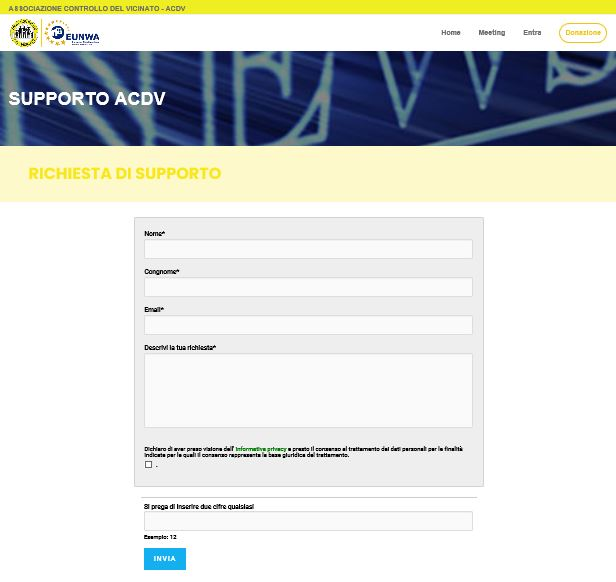 ASSOCIAZIONE CONTROLLO DEL VICINATO - ACDV
EUNWA
Home
Meeting
Entra
Donazione
SUPPORTO ACDV
RICHIESTA DI SUPPORTO
Nome*
Congnome*
Email*
Descrivi la tua richiesta*
Dichiaro di aver preso visione dell' informativa privacy e presto il consenso al trattamento dei dati personali per le finalità
indicate per le quali il consenso rappresenta la base giuridica del trattamento.
.
Si prega di inserire due cifre qualsiasi
Esempio: 12
INVIA